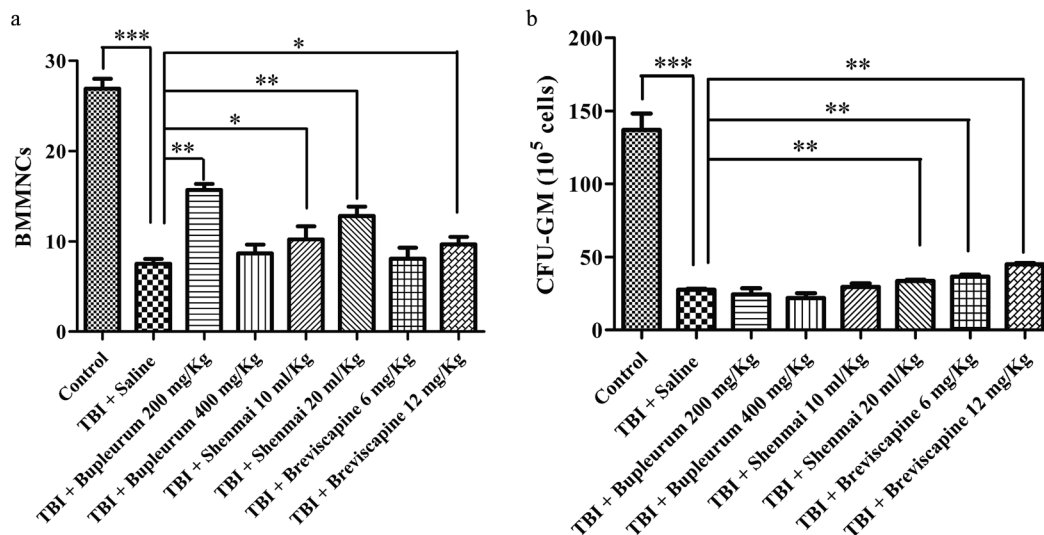 a
BMMNCs
30
20
10
0
***
**
*
**
*
Control
TBI + Saline
TBI + Bupleurum 200 mg/Kg
TBI + Bupleurum 400 mg/Kg
TBI + Shenmai 10 ml/Kg
TBI + Shenmai 20 ml/Kg
TBI + Breviscapine 6 mg/Kg
TBI + Breviscapine 12 mg/Kg
b
CFU-GM (10⁵ cells)
200
150
100
50
0
***
**
**
**
Control
TBI + Saline
TBI + Bupleurum 200 mg/Kg
TBI + Bupleurum 400 mg/Kg
TBI + Shenmai 10 ml/Kg
TBI + Shenmai 20 ml/Kg
TBI + Breviscapine 6 mg/Kg
TBI + Breviscapine 12 mg/Kg